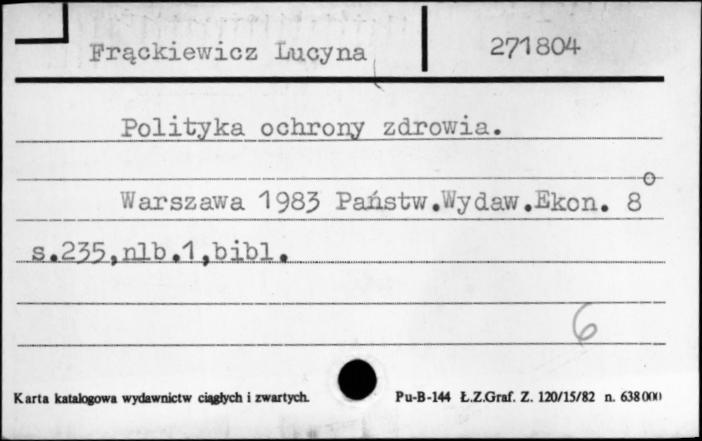 Frąckiewicz Lucyna 271804
Polityka ochrony zdrowia.
Warszawa 1983 Państw.Wydaw.Ekon. 8o
s.235,nlb.1,bibl.
6
Karta katalogowa wydawnictw ciągłych i zwartych. Pu-B-144 Ł.Z.Graf. Z. 120/15/82 n. 638000